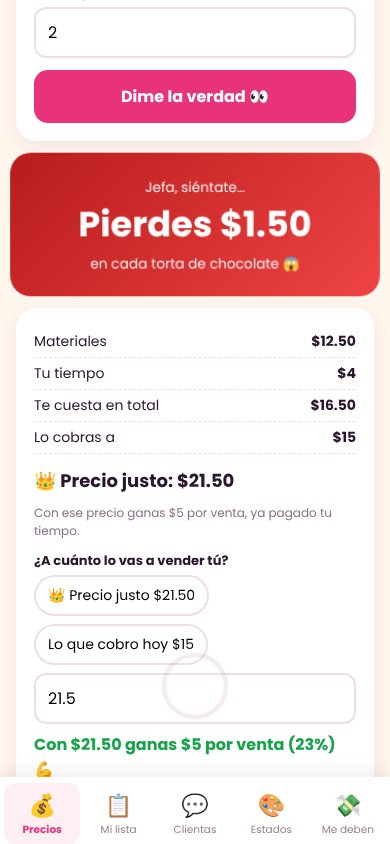 2
Dime la verdad 👀
Jefa, siéntate…
Pierdes $1.50
en cada torta de chocolate 😱
Materiales $12.50
Tu tiempo $4
Te cuesta en total $16.50
Lo cobras a $15
👑 Precio justo: $21.50
Con ese precio ganas $5 por venta, ya pagado tu
tiempo.
¿A cuánto lo vas a vender tú?
👑 Precio justo $21.50
Lo que cobro hoy $15
21.5
Con $21.50 ganas $5 por venta (23%)
💪
Precios
Mi lista
Clientas
Estados
Me deben